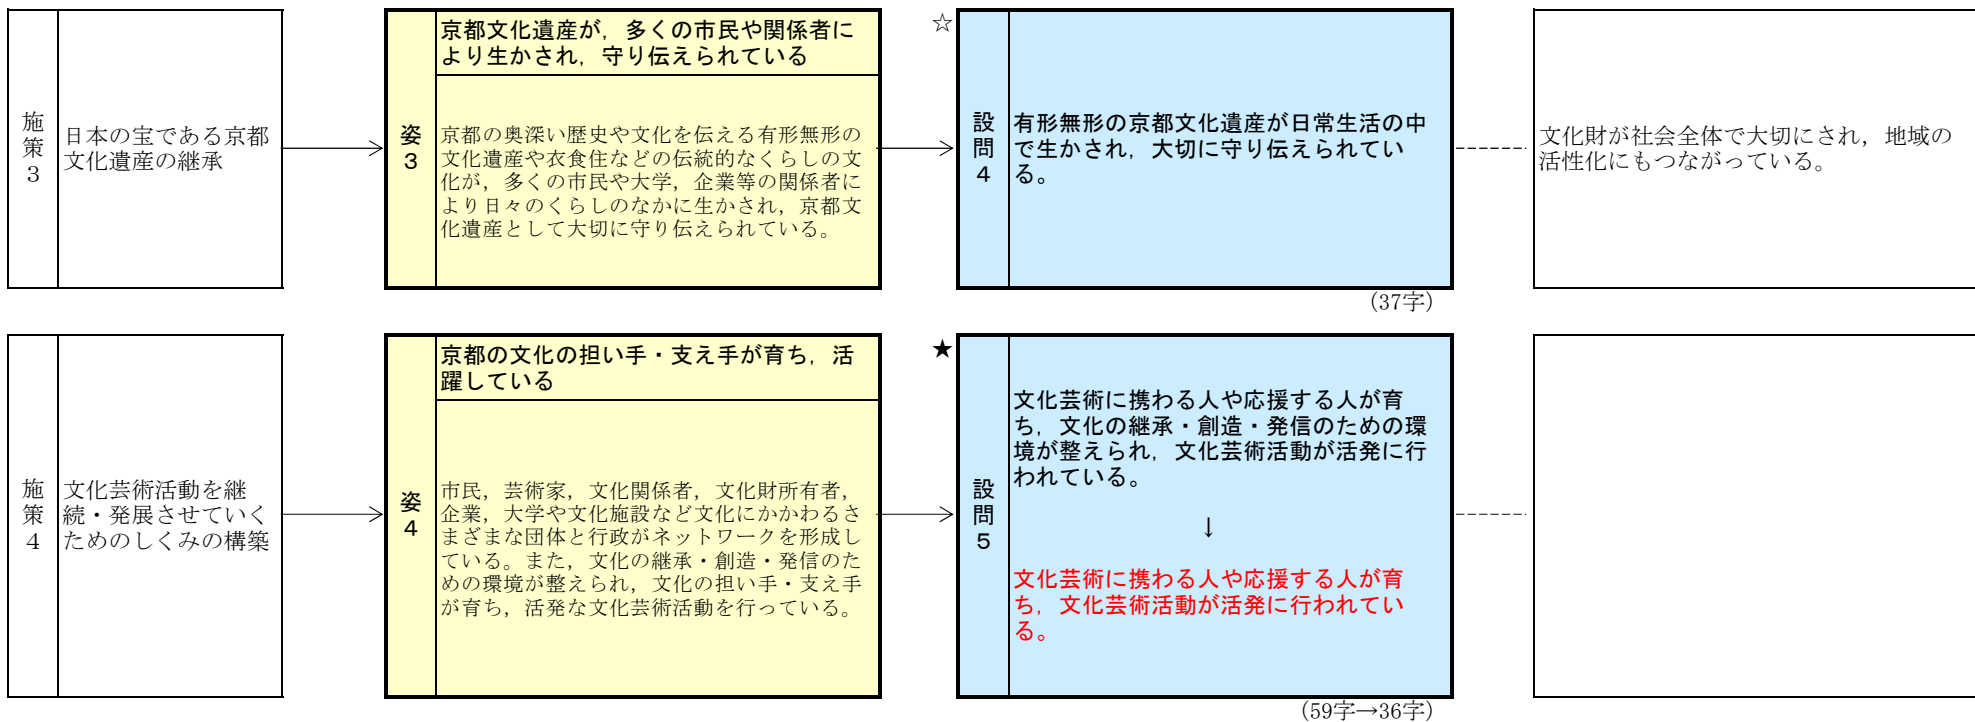 施策3
日本の宝である京都
文化遺産の継承
姿3
京都文化遺産が，多くの市民や関係者に
より生かされ，守り伝えられている
京都の奥深い歴史や文化を伝える有形無形の
文化遺産や衣食住などの伝統的なくらしの文
化が，多くの市民や大学，企業等の関係者に
より日々のくらしのなかに生かされ，京都文
化遺産として大切に守り伝えられている。
☆
設問4
有形無形の京都文化遺産が日常生活の中
で生かされ，大切に守り伝えられてい
る。
（37字）
文化財が社会全体で大切にされ，地域の
活性化にもつながっている。
施策4
文化芸術活動を継
続・発展させていく
ためのしくみの構築
姿4
京都の文化の担い手・支え手が育ち，活
躍している
市民，芸術家，文化関係者，文化財所有者，
企業，大学や文化施設など文化にかかわるさ
まざまな団体と行政がネットワークを形成し
ている。また，文化の継承・創造・発信のた
めの環境が整えられ，文化の担い手・支え手
が育ち，活発な文化芸術活動を行っている。
★
設問5
文化芸術に携わる人や応援する人が育
ち，文化の継承・創造・発信のための環
境が整えられ，文化芸術活動が活発に行
われている。
↓
文化芸術に携わる人や応援する人が育
ち，文化芸術活動が活発に行われてい
る。
（59字→36字）